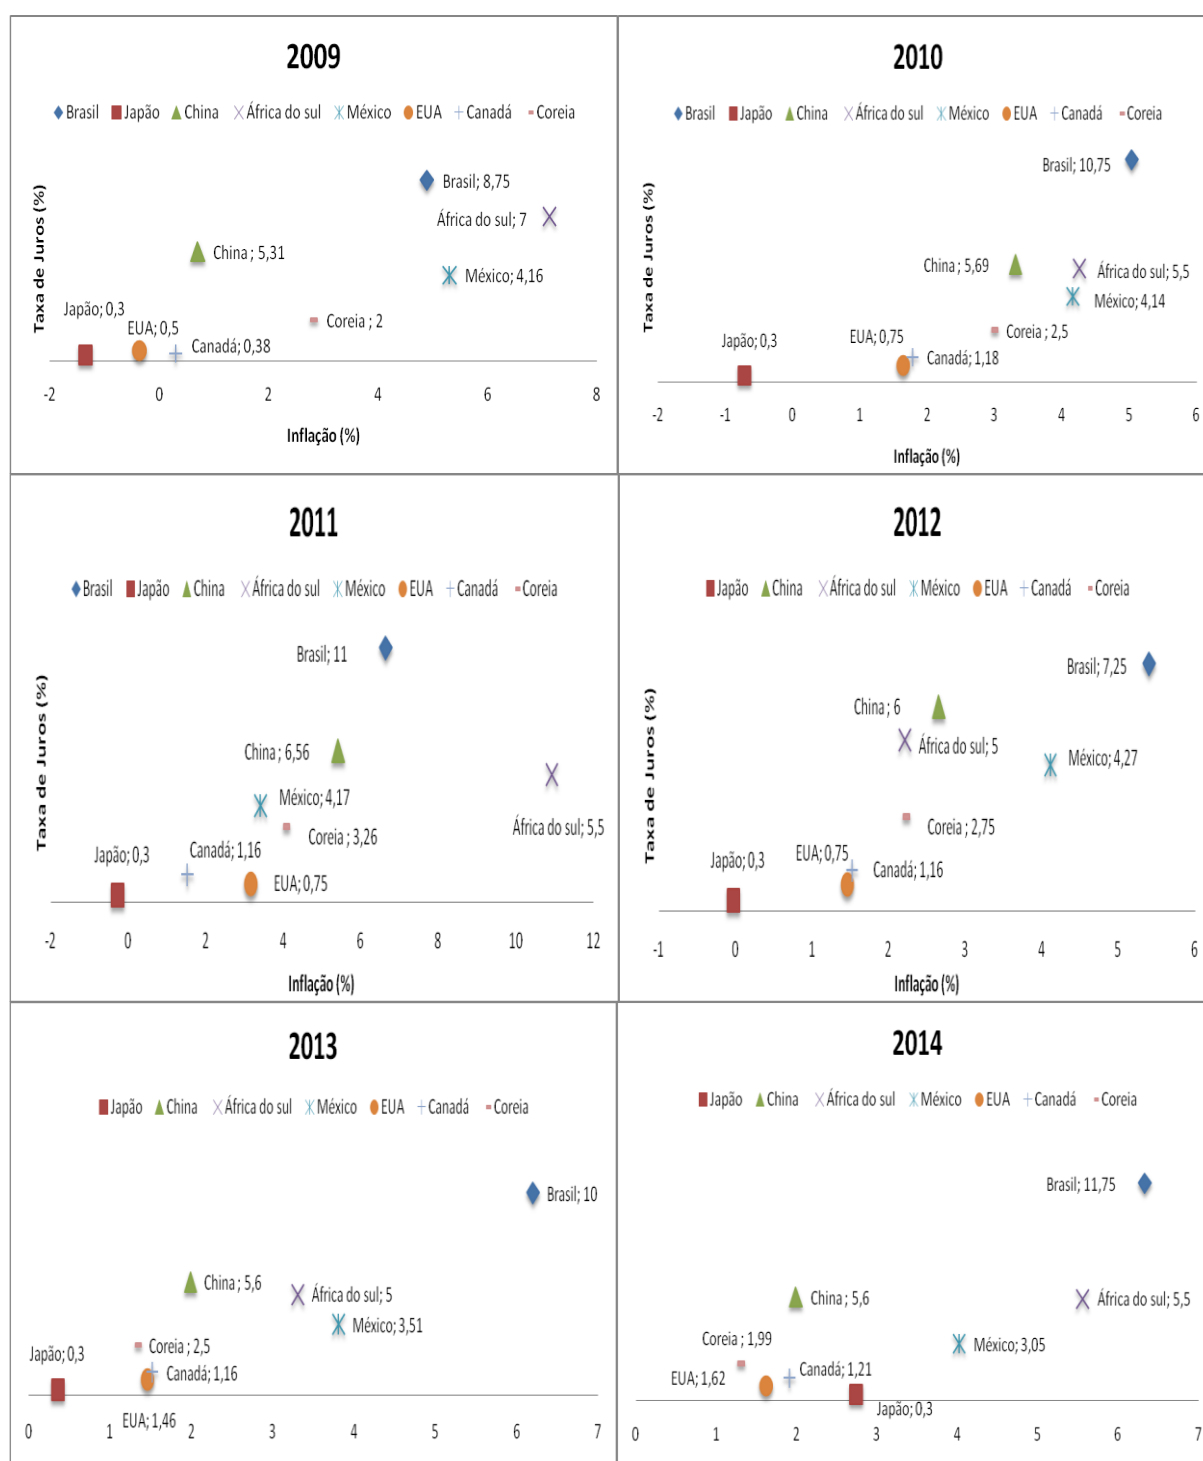 2009
Brasil Japão China África do sul México EUA Canadá Coreia
Taxa de Juros (%)
Brasil; 8,75
África do sul; 7
China ; 5,31
México; 4,16
Japão; 0,3
Coreia ; 2
EUA; 0,5
Canadá; 0,38
0 2 4 6 8
Inflação (%)
2010
Brasil Japão China África do sul México EUA Canadá Coreia
Taxa de Juros (%)
Brasil; 10,75
China ; 5,69
África do sul; 5,5
México; 4,14
Coreia ; 2,5
EUA; 0,75
Japão; 0,3
Canadá; 1,18
-2 -1 0 1 2 3 4 5 6
Inflação (%)
2011
Brasil Japão China África do sul México EUA Canadá Coreia
Taxa de Juros (%)
Brasil; 11
China ; 6,56
México; 4,17
África do sul; 5,5
Coreia ; 3,26
Canadá; 1,16
Japão; 0,3
EUA; 0,75
-2 0 2 4 6 8 10 12
Inflação (%)
2012
Japão China África do sul México EUA Canadá Coreia
Taxa de Juros (%)
Brasil; 7,25
China ; 6
África do sul; 5
México; 4,27
Coreia ; 2,75
EUA; 0,75
Japão; 0,3
Canadá; 1,16
-1 0 1 2 3 4 5 6
Inflação (%)
2013
Japão China África do sul México EUA Canadá Coreia
Brasil; 10
China ; 5,6
África do sul; 5
México; 3,51
Coreia ; 2,5
Japão; 0,3
Canadá; 1,16
EUA; 1,46
0 1 2 3 4 5 6 7
2014
Japão China África do sul México EUA Canadá Coreia
Brasil; 11,75
China ; 5,6
África do sul; 5,5
Coreia ; 1,99
México; 3,05
Canadá; 1,21
EUA; 1,62
Japão; 0,3
0 1 2 3 4 5 6 7